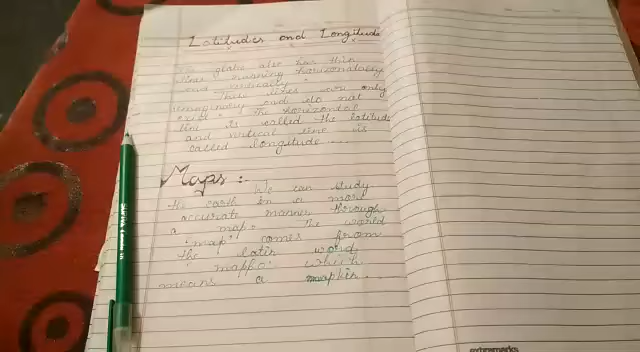 Latitudes and Longitude
The globe also has thin
lines running horizontaley
and vertically
These lines are only
imaginary and do not
exist. The horizontal
line is called the latitude
and vertical line is
called longitude
Maps:
We can study
the earth in a more
accurate manner through
a map. The word
'map' comes from
the latin word
'mappa' which
means a
extramarks